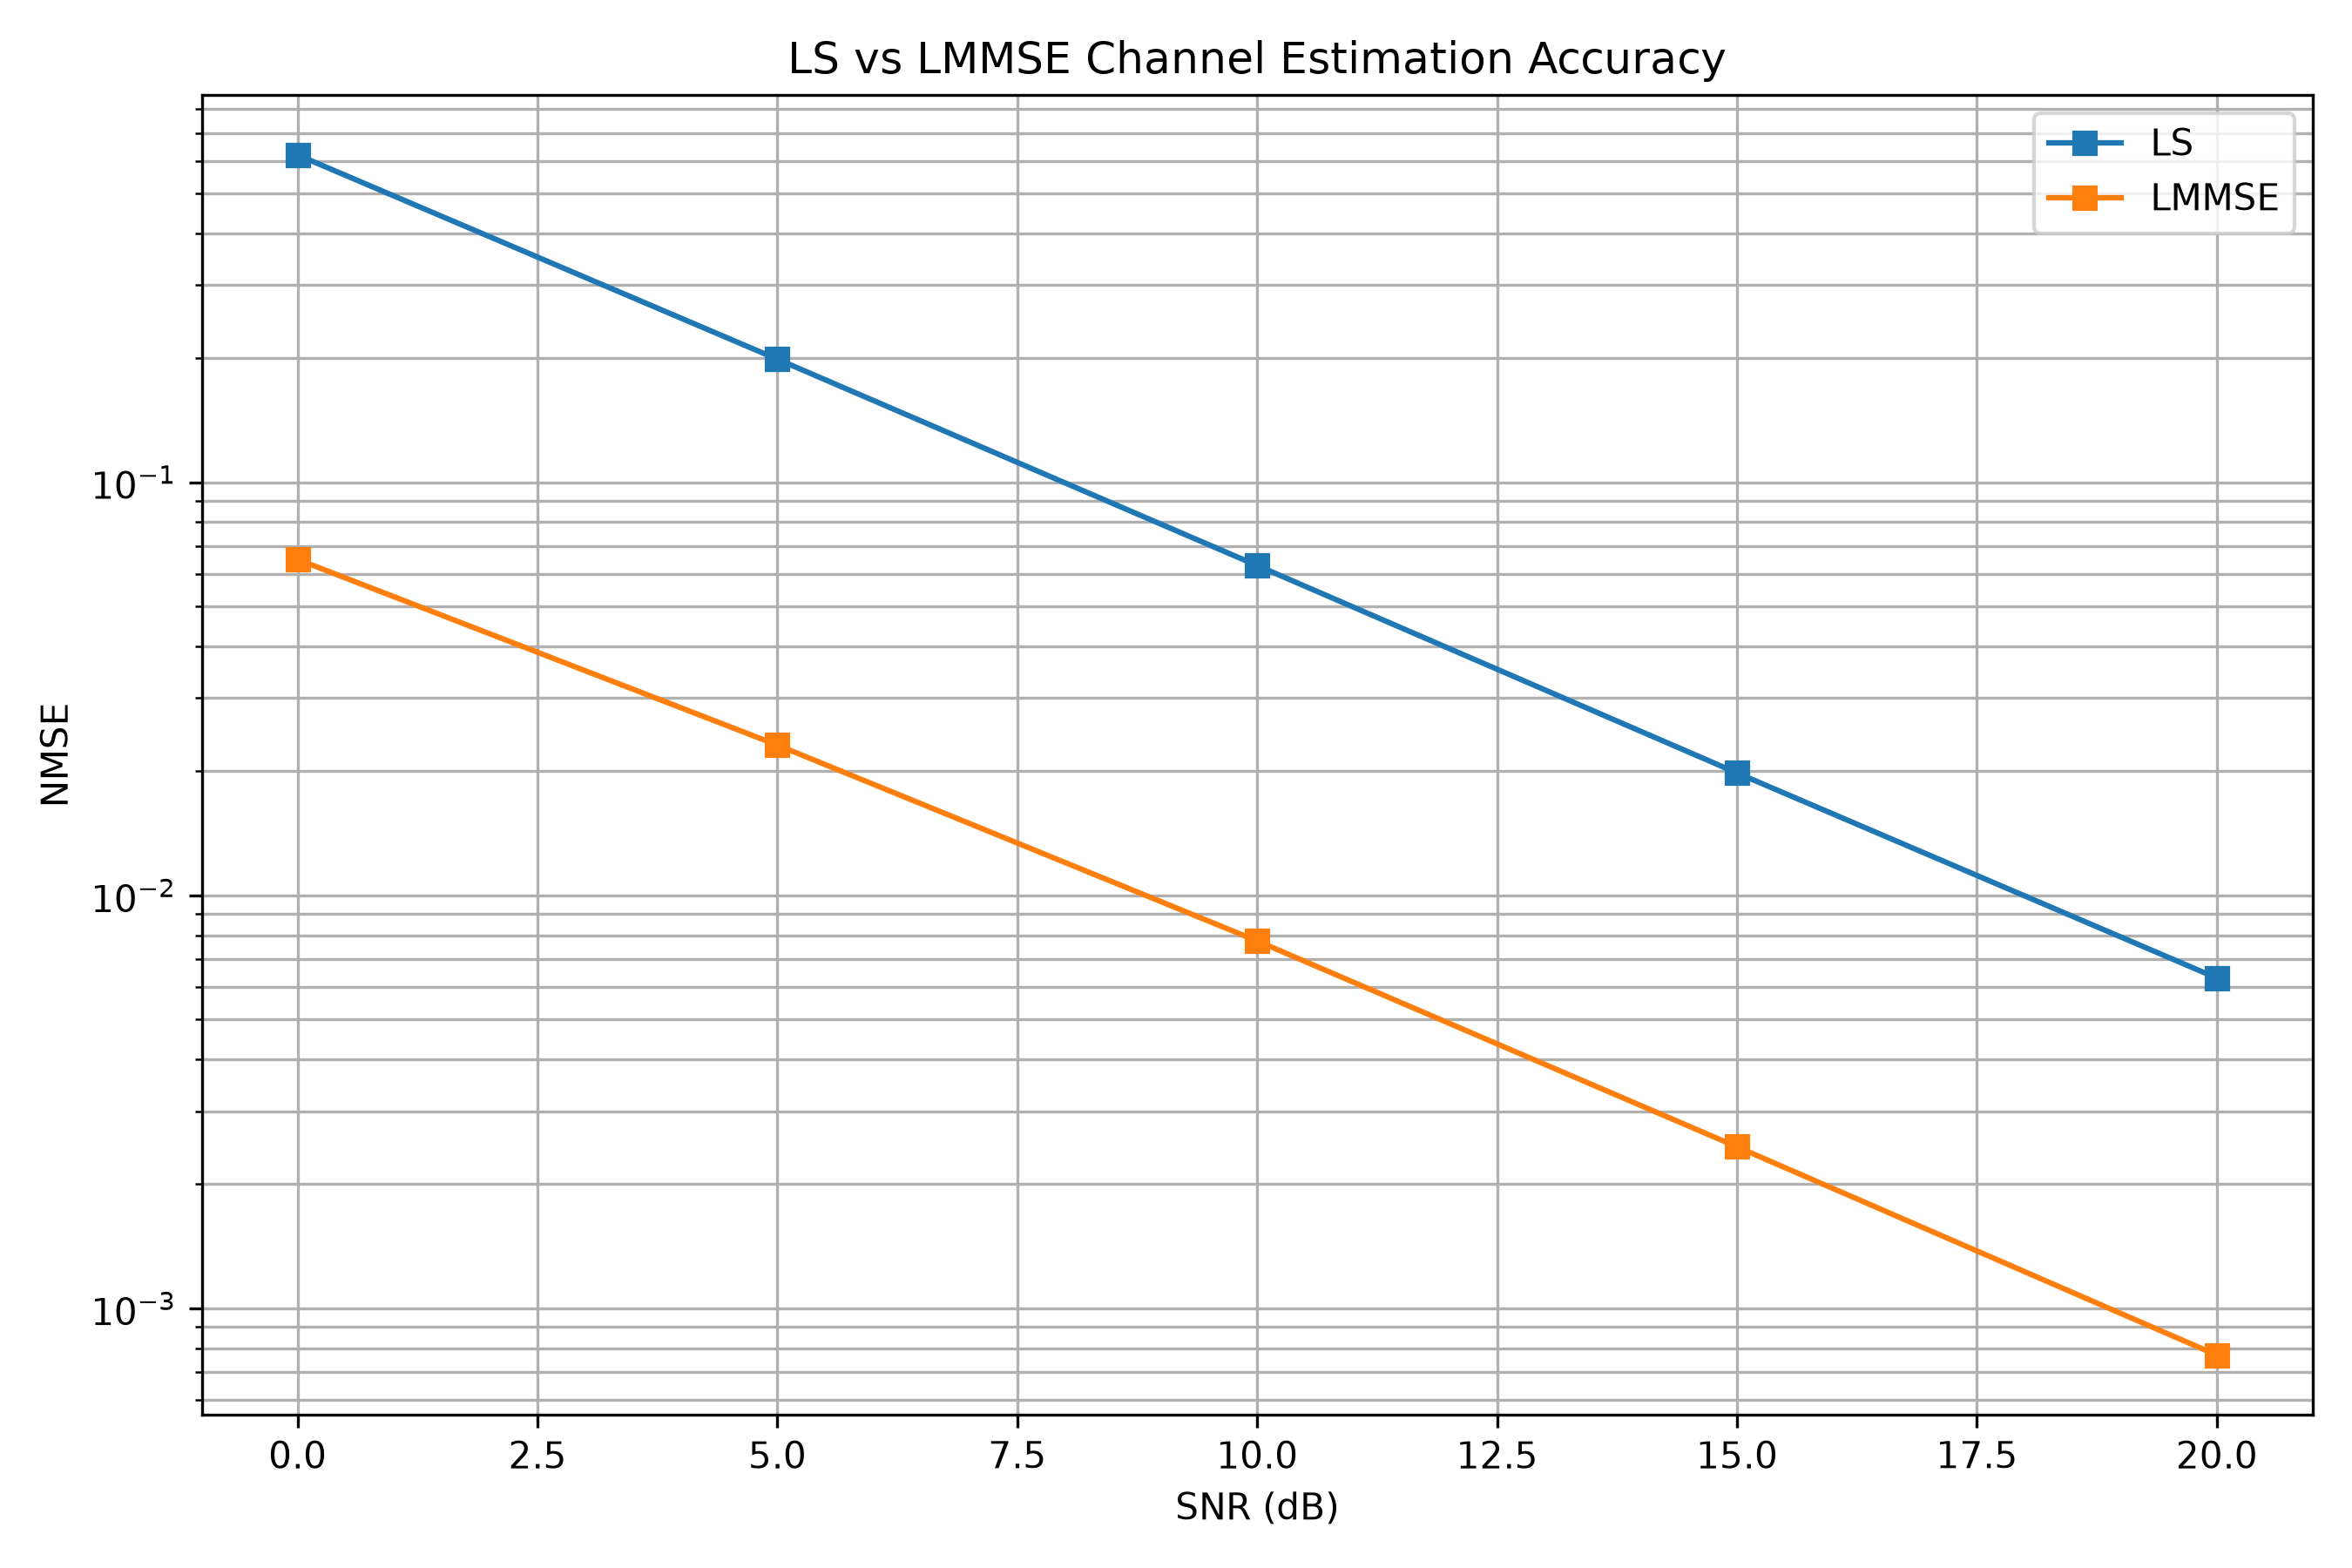 LS vs LMMSE Channel Estimation Accuracy
LS
LMMSE
NMSE
10⁻¹
10⁻²
10⁻³
0.0 2.5 5.0 7.5 10.0 12.5 15.0 17.5 20.0
SNR (dB)